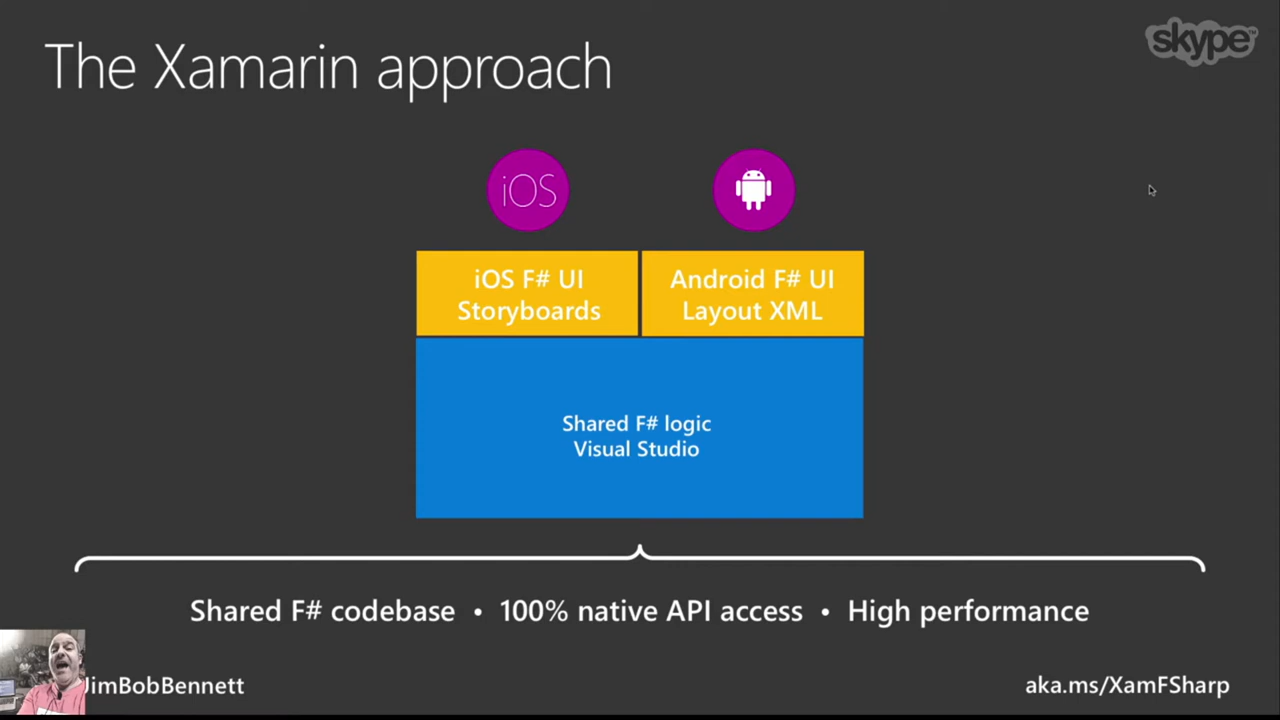 The Xamarin approach
skype™
iOS
iOS F# UI
Storyboards
Android F# UI
Layout XML
Shared F# logic
Visual Studio
Shared F# codebase • 100% native API access • High performance
JimBobBennett
aka.ms/XamFSharp